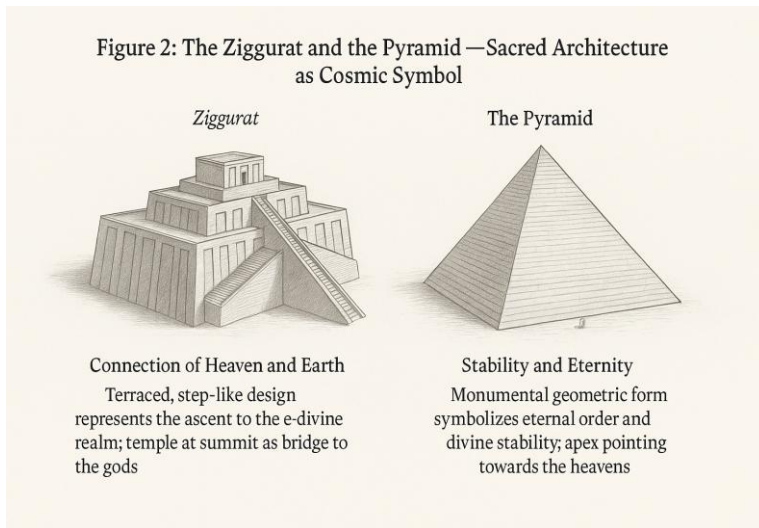 Figure 2: The Ziggurat and the Pyramid —Sacred Architecture
as Cosmic Symbol
Ziggurat
The Pyramid
Connection of Heaven and Earth
Terraced, step-like design
represents the ascent to the e-divine
realm; temple at summit as bridge to
the gods
Stability and Eternity
Monumental geometric form
symbolizes eternal order and
divine stability; apex pointing
towards the heavens